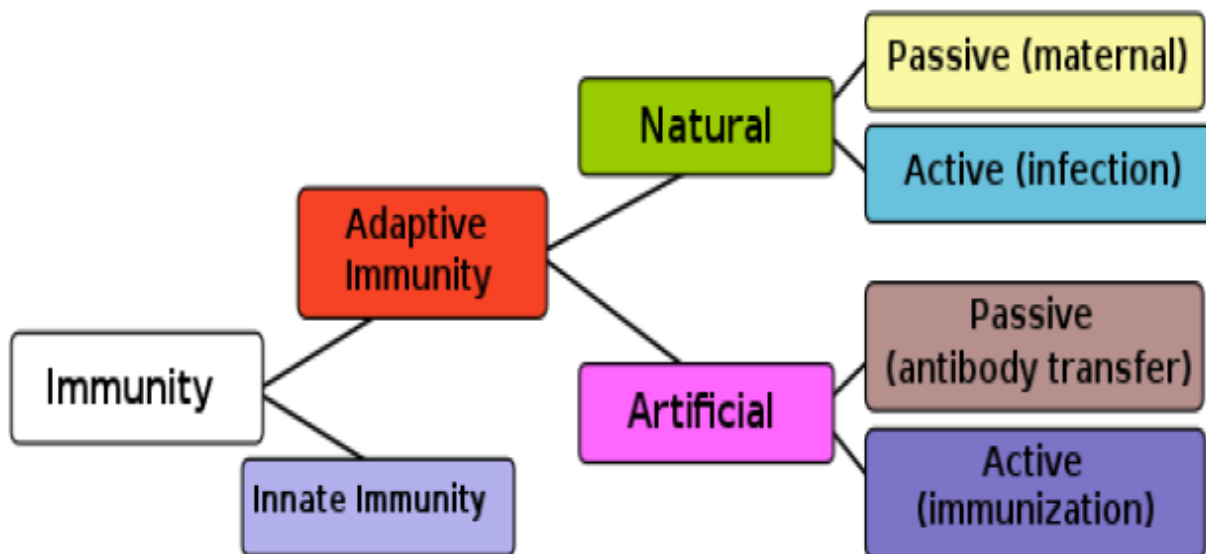 Passive (maternal)
Natural
Active (infection)
Adaptive
Immunity
Passive
(antibody transfer)
Immunity
Artificial
Active
(immunization)
Innate Immunity